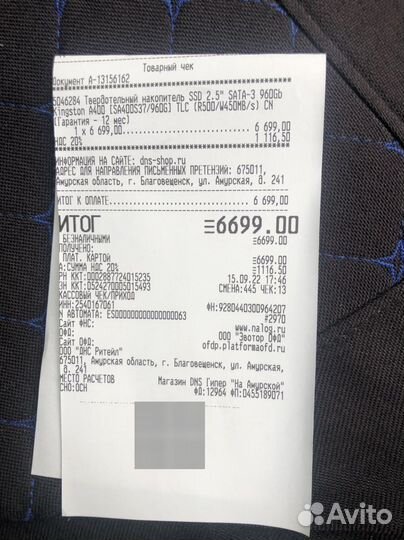 Товарный чек
Документ А-13156162
5046284 Твердотельный накопитель SSD 2.5" SATA-3 960Gb
Kingston A400 [SA400S37/960G] TLC (R500/W450MB/s) CN
(Гарантия - 12 мес)
1 x 6 699,00 6 699,00
НДС 20% 1 116,50
ИНФОРМАЦИЯ НА САЙТЕ: dns-shop.ru
АДРЕС ДЛЯ НАПРАВЛЕНИЯ ПИСЬМЕННЫХ ПРЕТЕНЗИЙ: 675011,
Амурская область, г. Благовещенск, ул. Амурская, д. 241
ИТОГ К ОПЛАТЕ 6 699,00
ИТОГ ≡6699.00
БЕЗНАЛИЧНЫМИ ≡6699.00
ПОЛУЧЕНО:
ПЛАТ. КАРТОЙ ≡6699.00
А:СУММА НДС 20% ≡1116.50
РН ККТ:0002887724015235 15.09.22 17:46
ЗН ККТ:0524270005015493 СМЕНА:445 ЧЕК:13
КАССОВЫЙ ЧЕК/ПРИХОД
ИНН:2540167061 ФН:9280440300964207
N АВТОМАТА: ES00000000000000000063 #2970
Сайт ФНС: www.nalog.ru
ОФД: ООО "Эвотор ОФД"
Сайт ОФД: ofdp.platformaofd.ru
ООО "ДНС Ритейл"
675011, Амурская область, г. Благовещенск, ул. Амурская,
д. 241
МЕСТО РАСЧЕТОВ Магазин DNS Гипер "На Амурской"
СНО:ОСН ФД:12964 ФП:0455189071
Avito